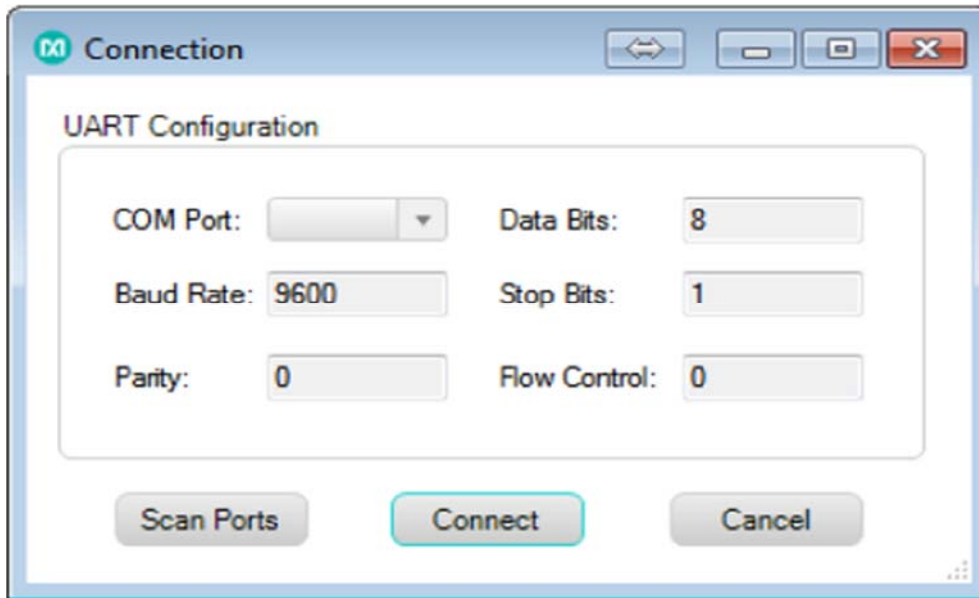 Connection
UART Configuration
COM Port:
Data Bits: 8
Baud Rate: 9600
Stop Bits: 1
Parity: 0
Flow Control: 0
Scan Ports
Connect
Cancel